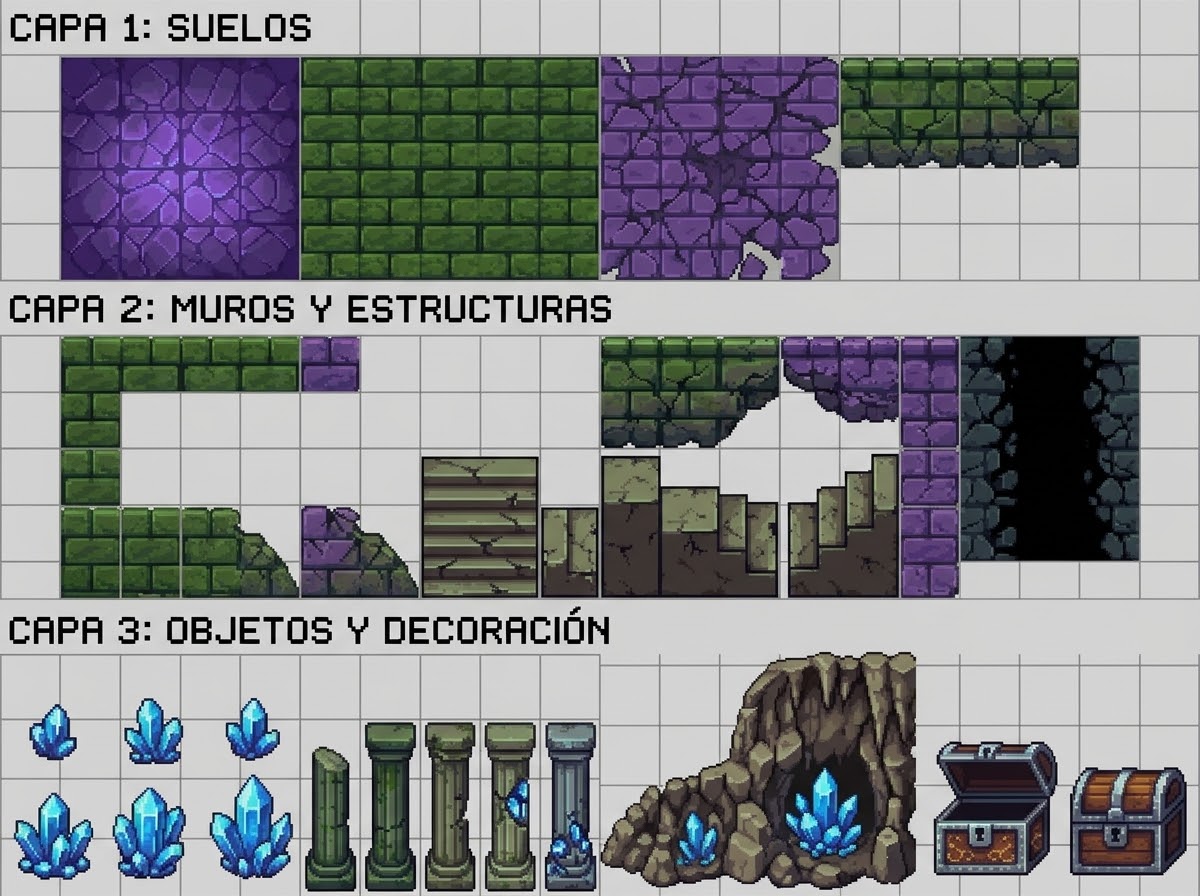 CAPA 1: SUELOS
CAPA 2: MUROS Y ESTRUCTURAS
CAPA 3: OBJETOS Y DECORACIÓN